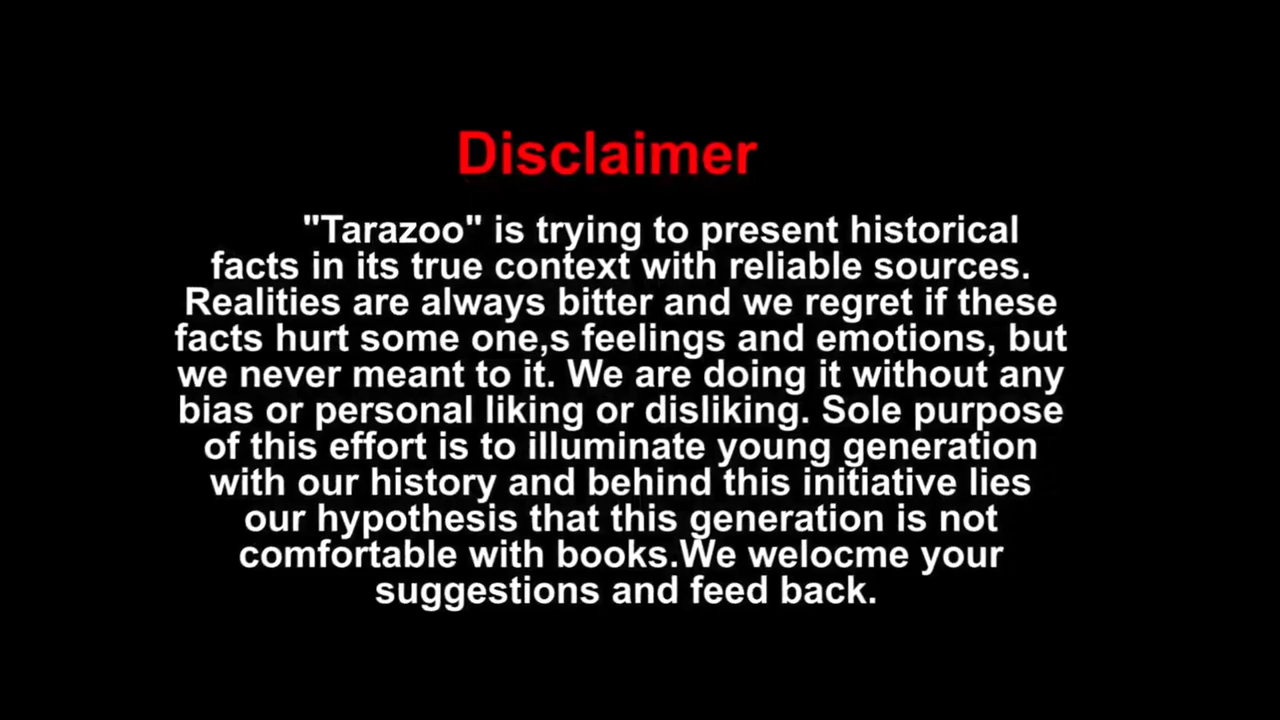 Disclaimer
"Tarazoo" is trying to present historical
facts in its true context with reliable sources.
Realities are always bitter and we regret if these
facts hurt some one,s feelings and emotions, but
we never meant to it. We are doing it without any
bias or personal liking or disliking. Sole purpose
of this effort is to illuminate young generation
with our history and behind this initiative lies
our hypothesis that this generation is not
comfortable with books.We welocme your
suggestions and feed back.